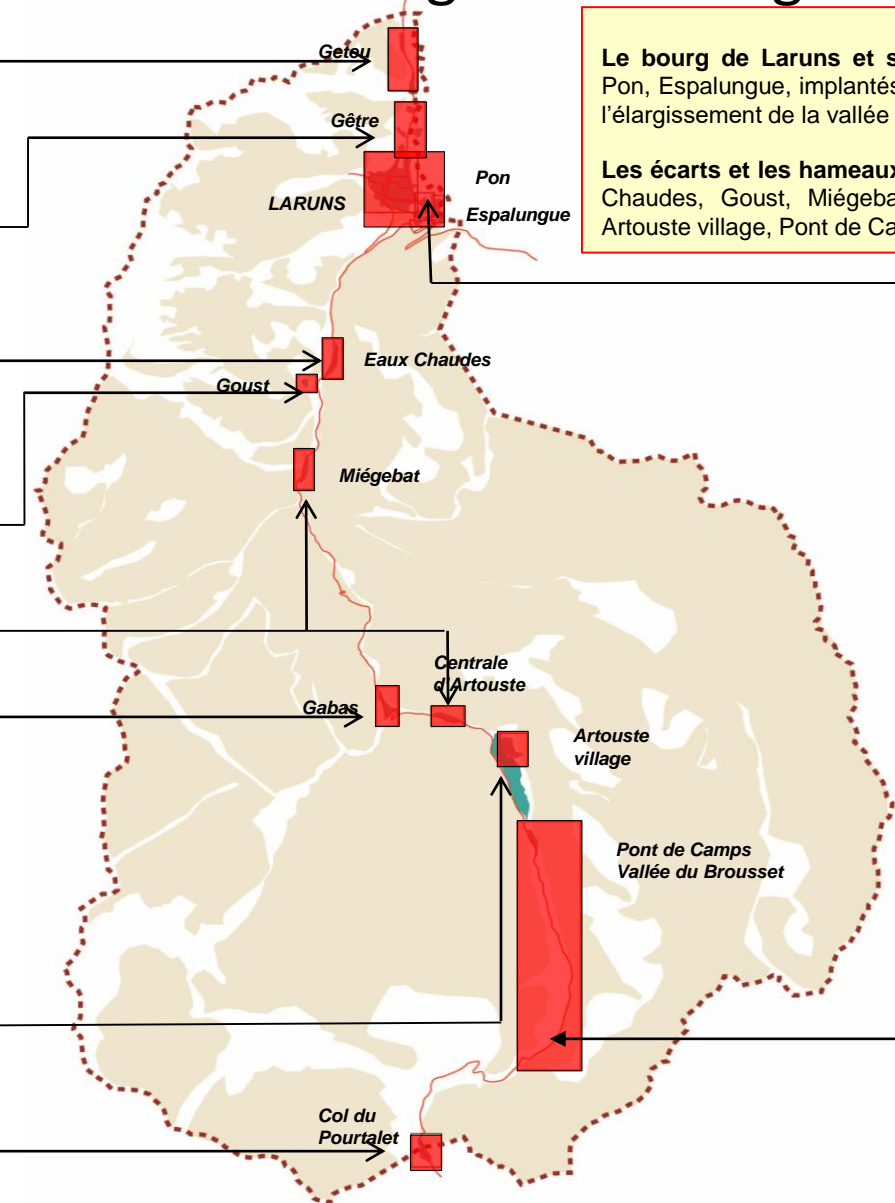 Geteu
Le bourg de Laruns et s
Pon, Espalungue, implantés
l'élargissement de la vallée
Gêtre
Les écarts et les hameaux
Chaudes, Goust, Miégeba
Artouste village, Pont de Ca
Pon
LARUNS
Espalungue
Eaux Chaudes
Goust
Miégebat
Centrale
d'Artouste
Gabas
Artouste
village
Pont de Camps
Vallée du Brousset
Col du
Pourtalet